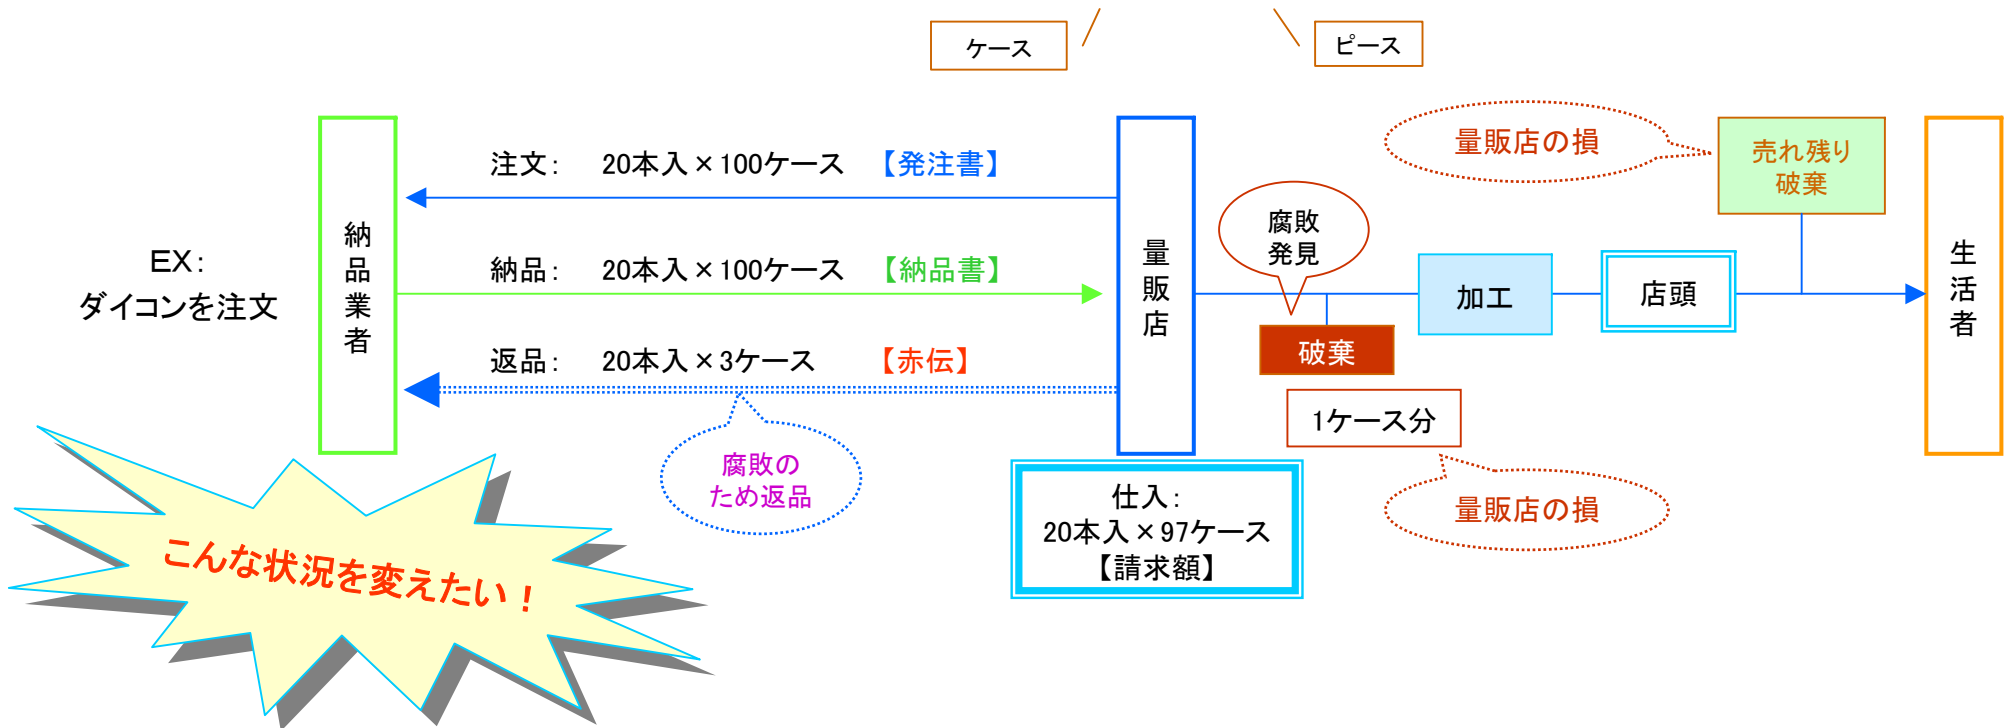 ケース
ピース
注文： 20本入×100ケース 【発注書】
納品： 20本入×100ケース 【納品書】
返品： 20本入×3ケース 【赤伝】
EX：
ダイコンを注文
納品業者
腐敗の
ため返品
量販店
仕入：
20本入×97ケース
【請求額】
腐敗
発見
破棄
1ケース分
量販店の損
加工
店頭
量販店の損
売れ残り
破棄
生活者
こんな状況を変えたい！